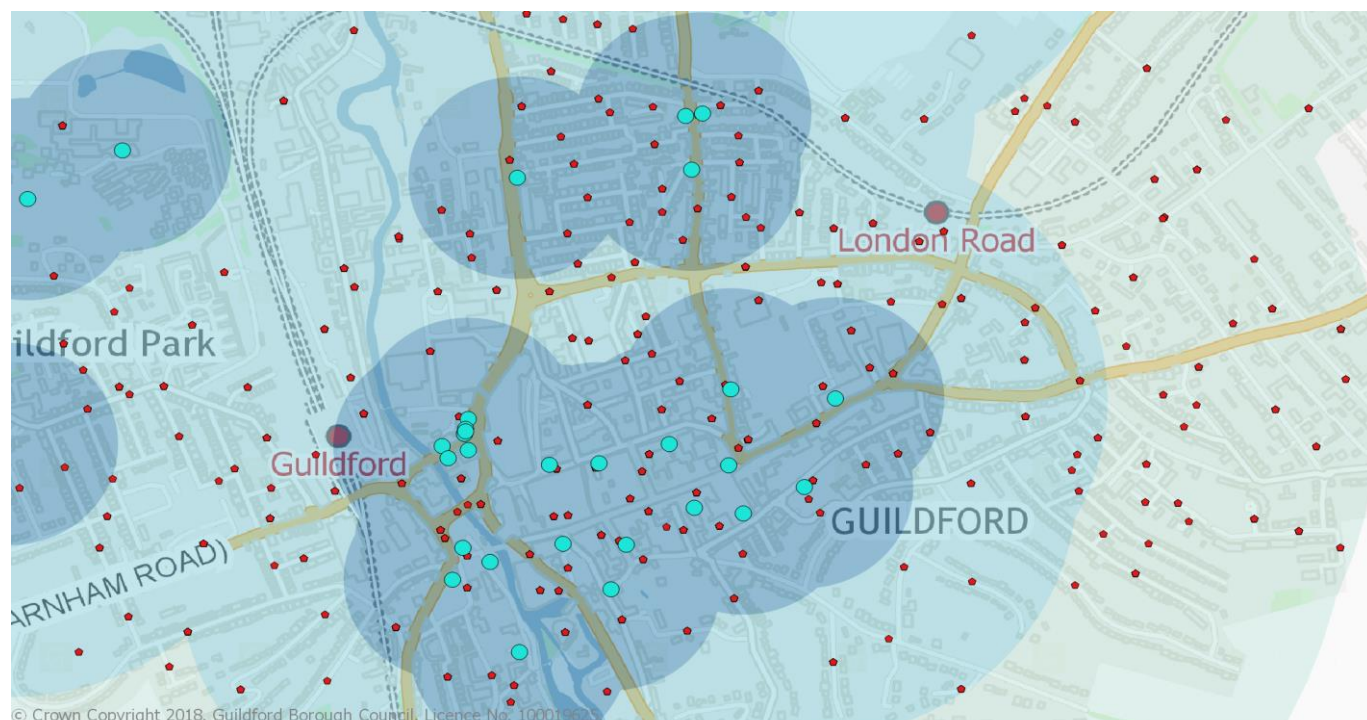 London Road
ildford Park
Guildford
GUILDFORD
ARNHAM ROAD)
© Crown Copyright 2018. Guildford Borough Council. Licence No. 100019625